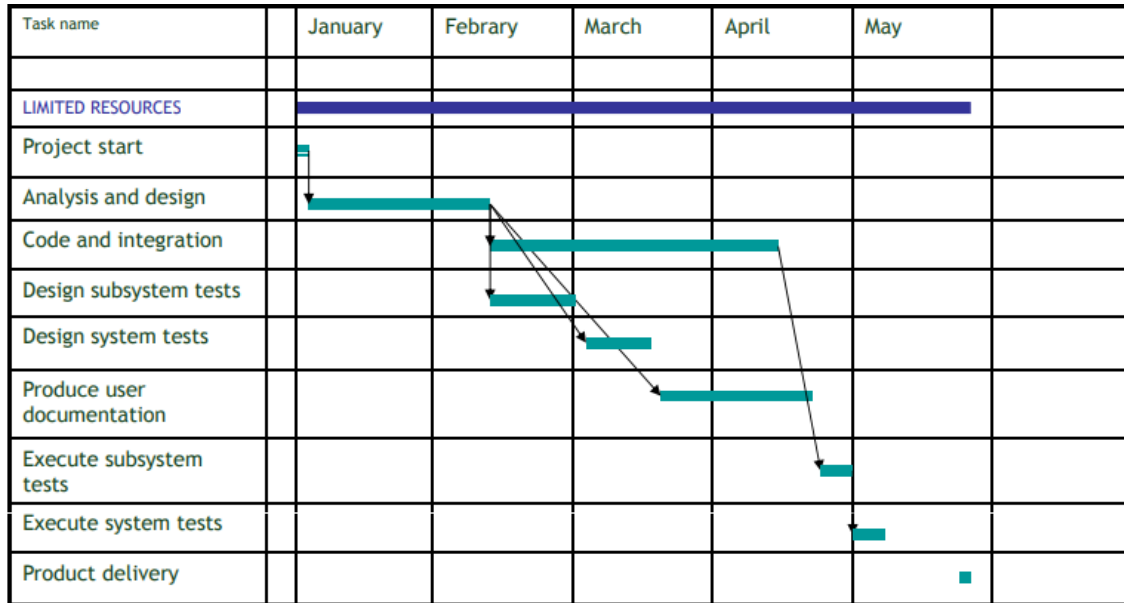 Task name
January
Febrary
March
April
May
LIMITED RESOURCES
Project start
Analysis and design
Code and integration
Design subsystem tests
Design system tests
Produce user
documentation
Execute subsystem
tests
Execute system tests
Product delivery